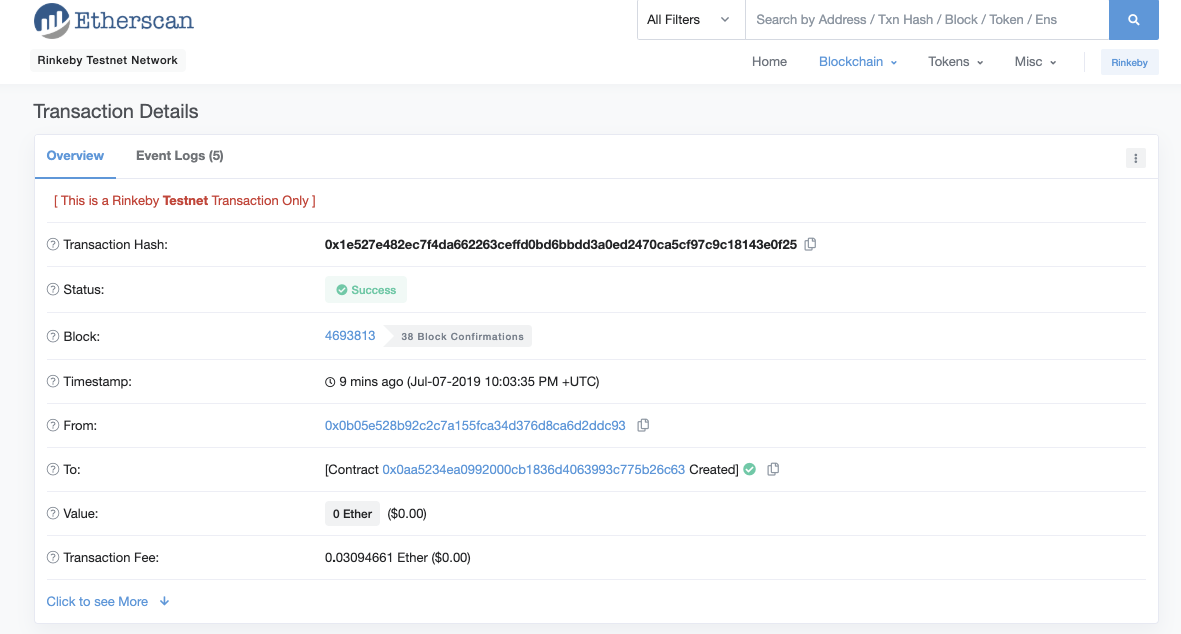 Etherscan
All Filters
Search by Address / Txn Hash / Block / Token / Ens
Rinkeby Testnet Network
Home Blockchain Tokens Misc Rinkeby
Transaction Details
Overview Event Logs (5)
[ This is a Rinkeby Testnet Transaction Only ]
Transaction Hash: 0x1e527e482ec7f4da662263ceffd0bd6bbdd3a0ed2470ca5cf97c9c18143e0f25
Status: Success
Block: 4693813 38 Block Confirmations
Timestamp: 9 mins ago (Jul-07-2019 10:03:35 PM +UTC)
From: 0x0b05e528b92c2c7a155fca34d376d8ca6d2ddc93
To: [Contract 0x0aa5234ea0992000cb1836d4063993c775b26c63 Created]
Value: 0 Ether ($0.00)
Transaction Fee: 0.03094661 Ether ($0.00)
Click to see More